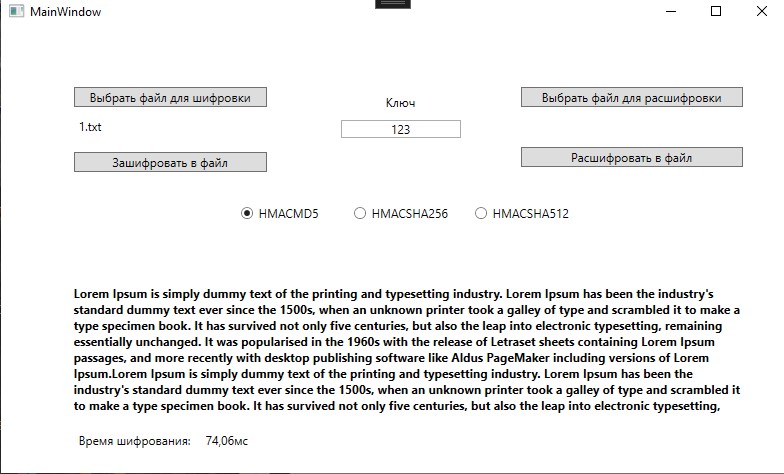 MainWindow
Выбрать файл для шифровки
Ключ
Выбрать файл для расшифровки
1.txt
123
Зашифровать в файл
Расшифровать в файл
HMACMD5
HMACSHA256
HMACSHA512
Lorem Ipsum is simply dummy text of the printing and typesetting industry. Lorem Ipsum has been the industry's
standard dummy text ever since the 1500s, when an unknown printer took a galley of type and scrambled it to make a
type specimen book. It has survived not only five centuries, but also the leap into electronic typesetting, remaining
essentially unchanged. It was popularised in the 1960s with the release of Letraset sheets containing Lorem Ipsum
passages, and more recently with desktop publishing software like Aldus PageMaker including versions of Lorem
Ipsum.Lorem Ipsum is simply dummy text of the printing and typesetting industry. Lorem Ipsum has been the
industry's standard dummy text ever since the 1500s, when an unknown printer took a galley of type and scrambled it
to make a type specimen book. It has survived not only five centuries, but also the leap into electronic typesetting,
Время шифрования: 74,06мс